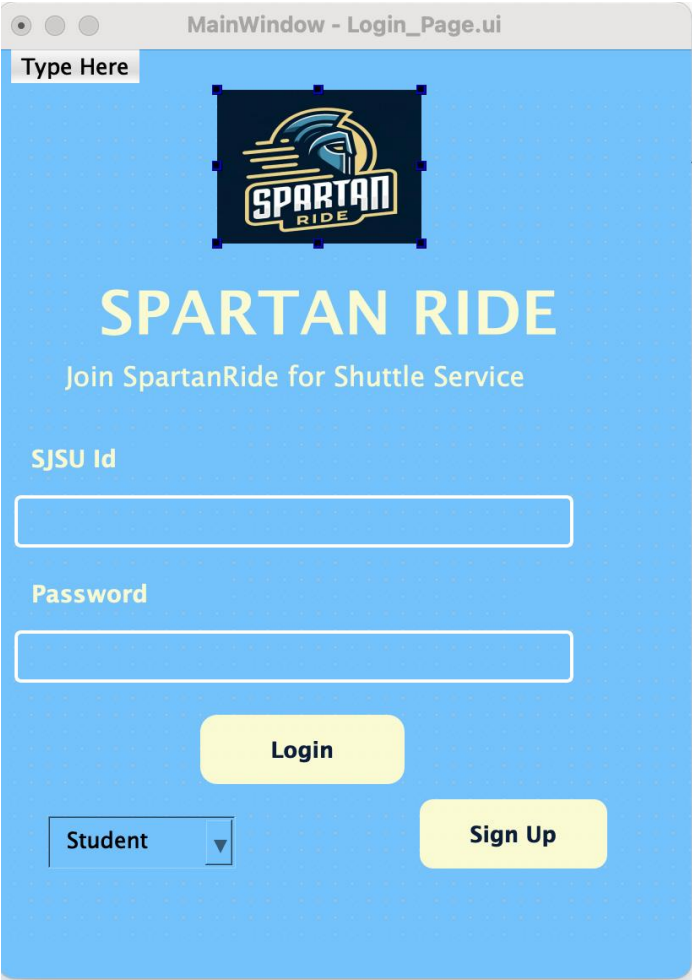 MainWindow - Login_Page.ui
Type Here
SPARTAN
RIDE
SPARTAN RIDE
Join SpartanRide for Shuttle Service
SJSU Id
Password
Login
Student
Sign Up